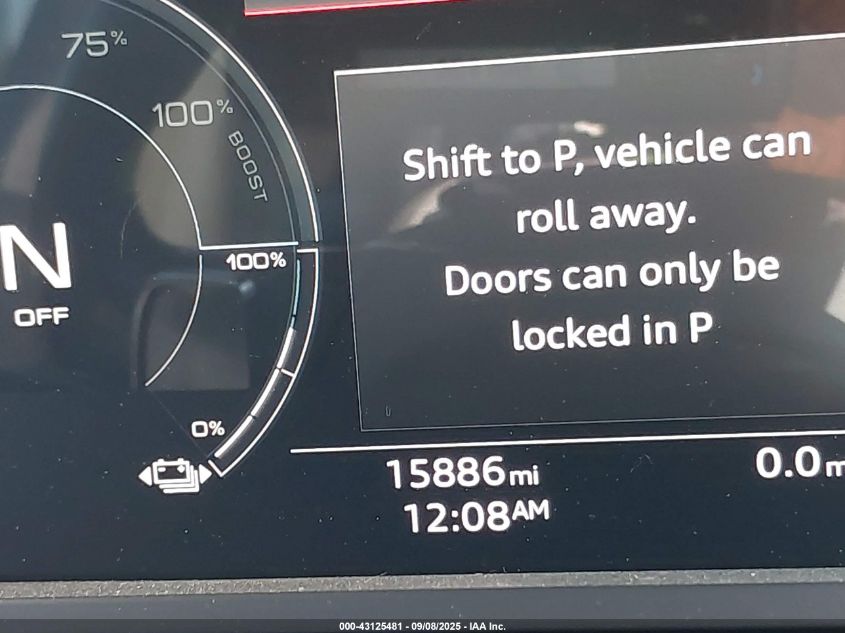 75%
100%
BOOST
Shift to P, vehicle can
roll away.
Doors can only be
locked in P
N
OFF
100%
0%
15886mi
0.0m
12:08AM
000-43125481 - 09/08/2025 - IAA Inc.